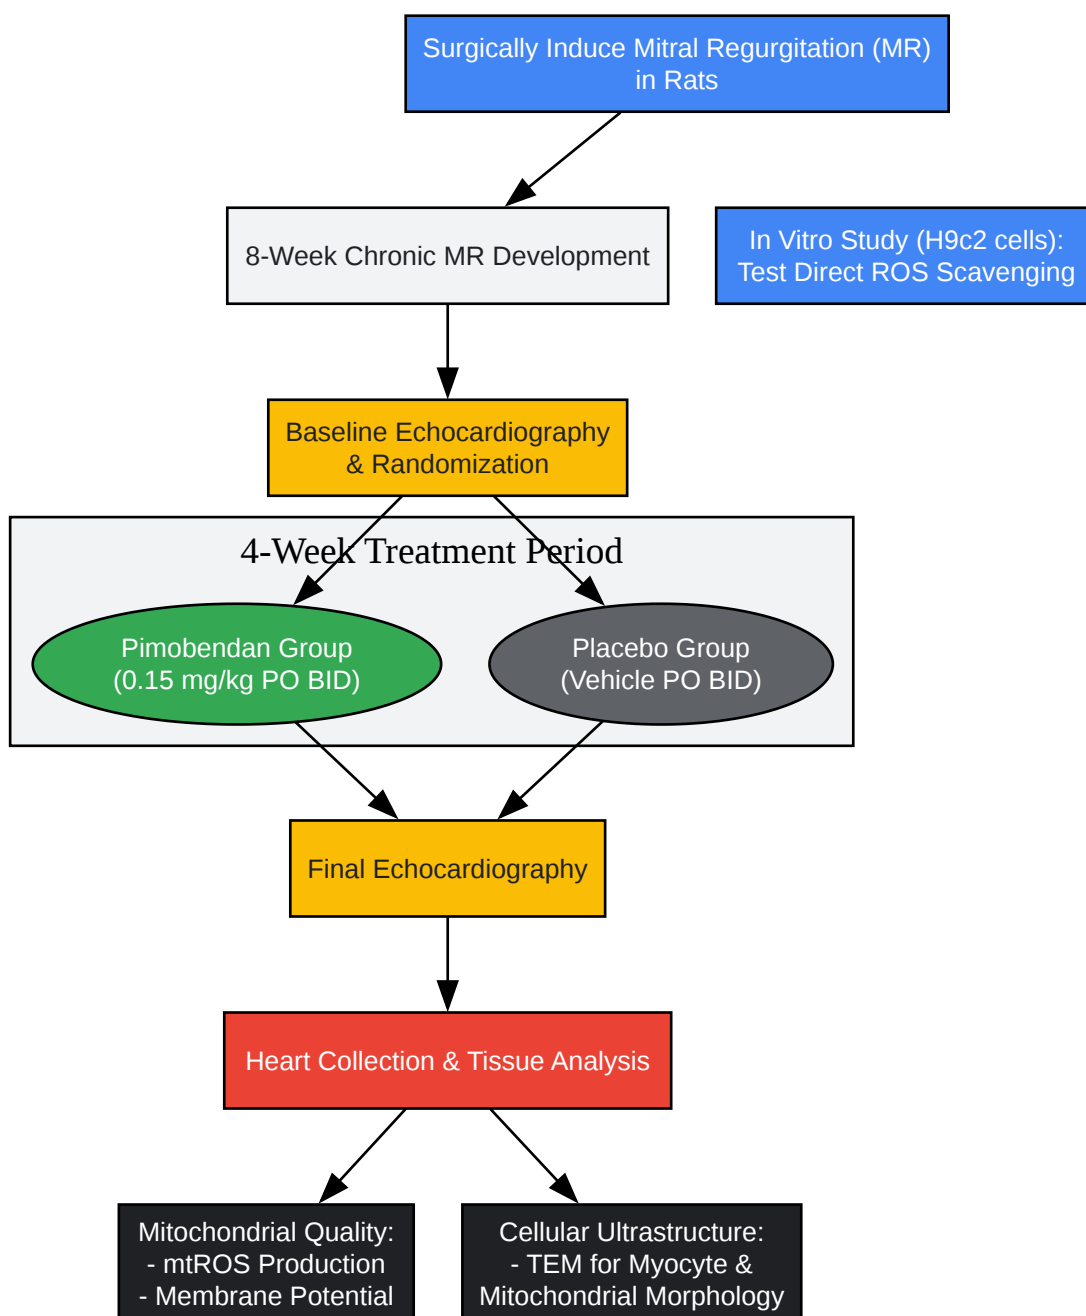 Surgically Induce Mitral Regurgitation (MR)
in Rats
8-Week Chronic MR Development
In Vitro Study (H9c2 cells):
Test Direct ROS Scavenging
Baseline Echocardiography
& Randomization
4-Week Treatment Period
Pimobendan Group
(0.15 mg/kg PO BID)
Placebo Group
(Vehicle PO BID)
Final Echocardiography
Heart Collection & Tissue Analysis
Mitochondrial Quality:
- mtROS Production
- Membrane Potential
Cellular Ultrastructure:
- TEM for Myocyte &
Mitochondrial Morphology